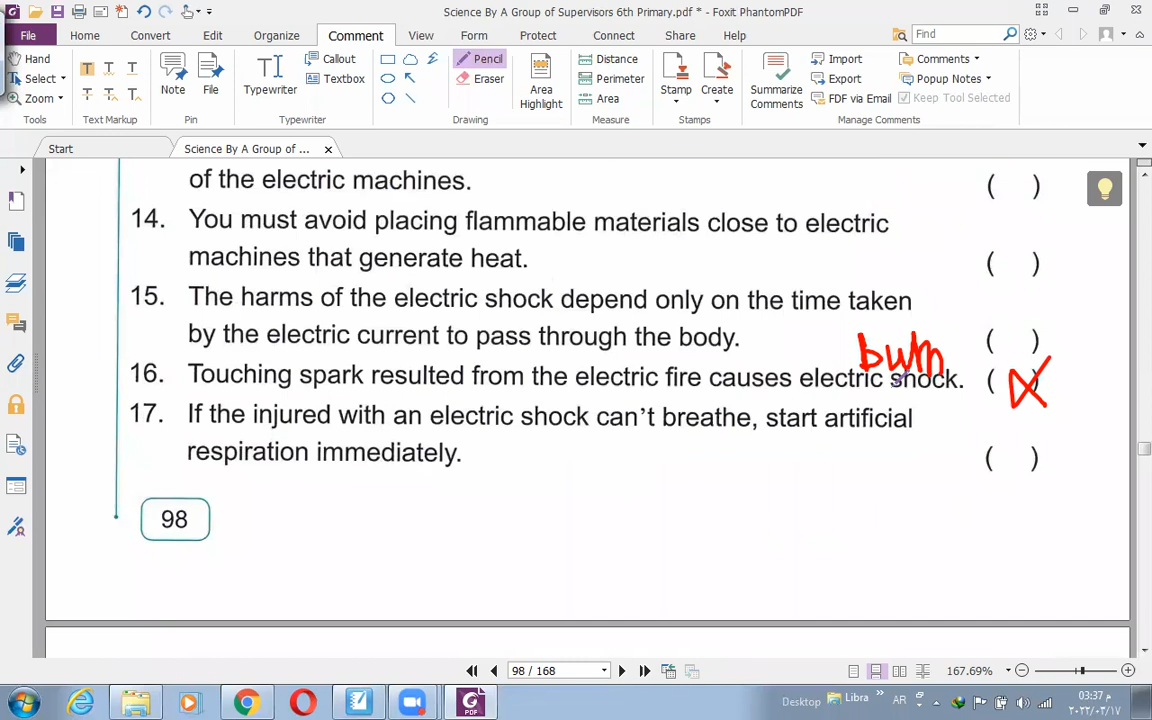 Science By A Group of Supervisors 6th Primary.pdf * - Foxit PhantomPDF
File Home Convert Edit Organize Comment View Form Protect Connect Share Help Find
Hand Select Zoom Tools
Text Markup
Note File Pin
Typewriter Callout Textbox Typewriter
Pencil Eraser Area Highlight Drawing
Distance Perimeter Area Measure
Stamp Create Stamps
Summarize Comments Import Export FDF via Email Comments Popup Notes Keep Tool Selected Manage Comments
Start Science By A Group of ...
of the electric machines. ( )
14. You must avoid placing flammable materials close to electric
machines that generate heat. ( )
15. The harms of the electric shock depend only on the time taken
by the electric current to pass through the body. ( )
burn
16. Touching spark resulted from the electric fire causes electric shock. ( )
17. If the injured with an electric shock can't breathe, start artificial
respiration immediately. ( )
98
98 / 168 167.69%
Desktop Libra AR 03:37 م
٢٠٢٢/٠٣/١٧